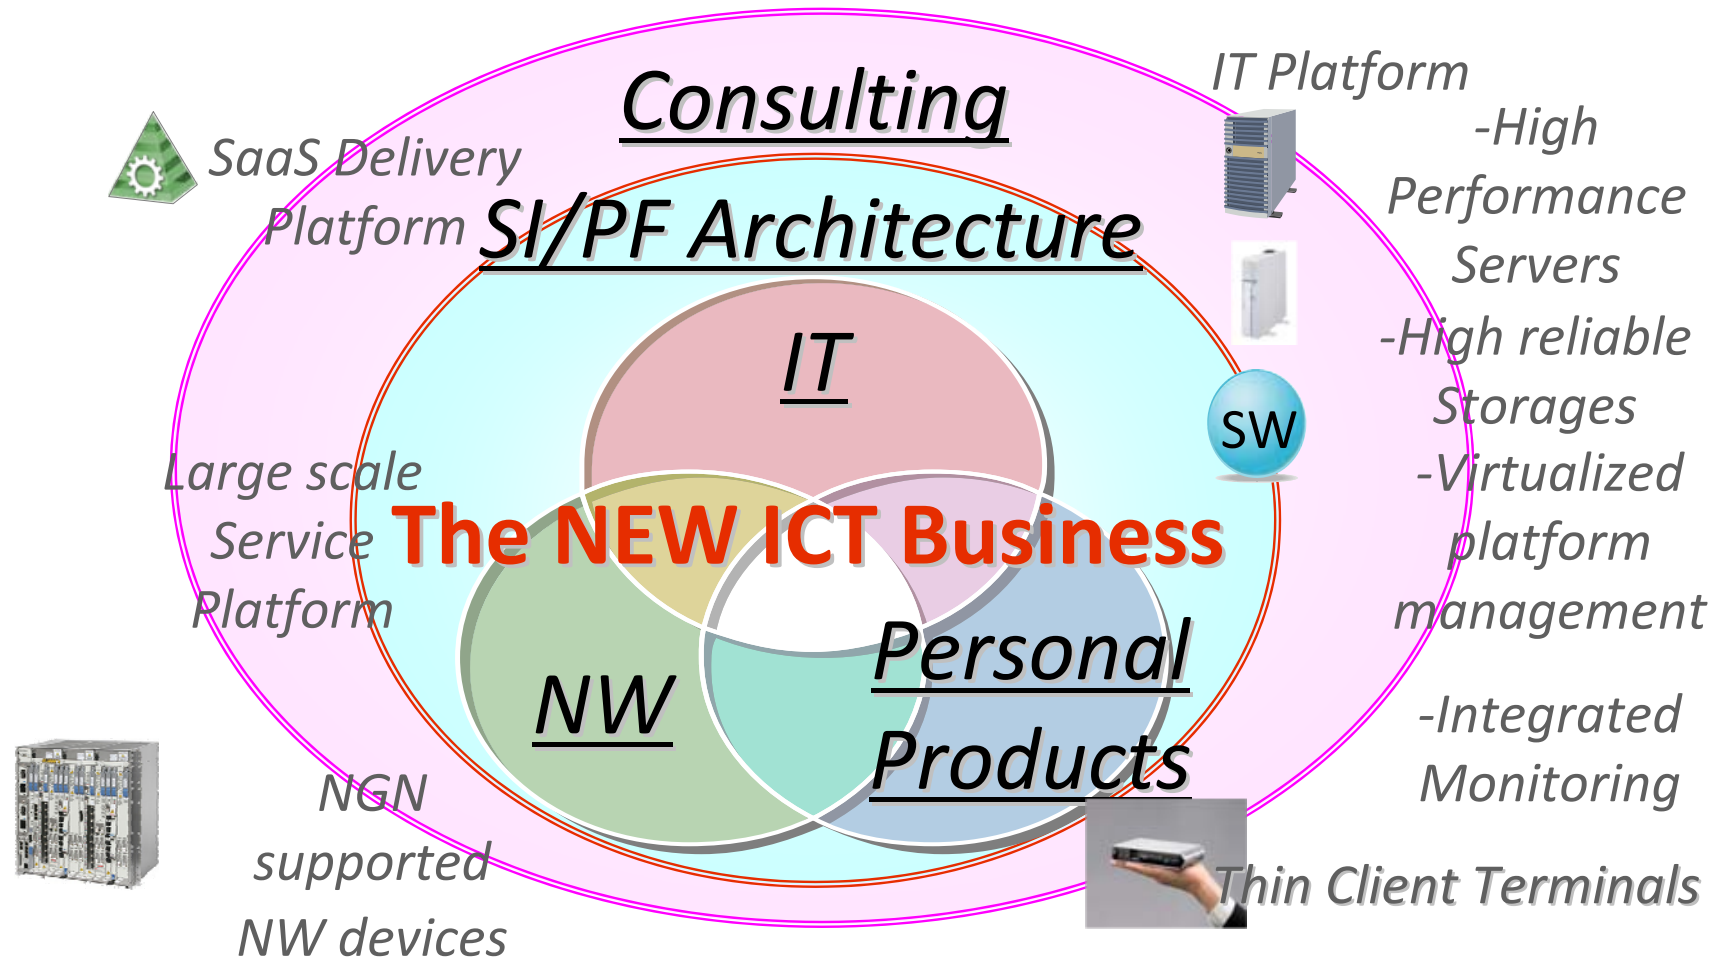 Consulting
SI/PF Architecture
IT
The NEW ICT Business
NW
Personal
Products
SaaS Delivery
Platform
Large scale
Service
Platform
NGN
supported
NW devices
IT Platform
-High
Performance
Servers
-High reliable
Storages
-Virtualized
platform
management
-Integrated
Monitoring
SW
Thin Client Terminals